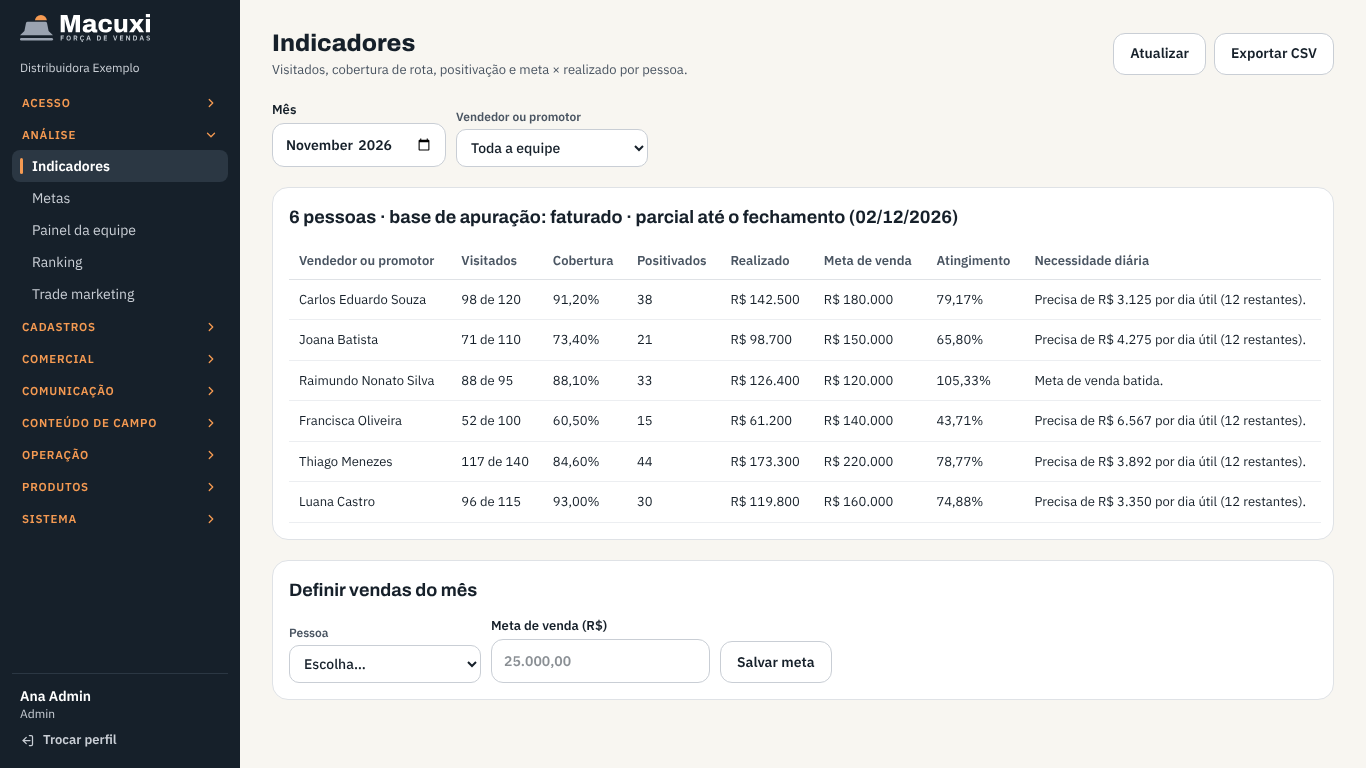 Macuxi
FORÇA DE VENDAS
Distribuidora Exemplo
ACESSO
ANÁLISE
Indicadores
Metas
Painel da equipe
Ranking
Trade marketing
CADASTROS
COMERCIAL
COMUNICAÇÃO
CONTEÚDO DE CAMPO
OPERAÇÃO
PRODUTOS
SISTEMA
Ana Admin
Admin
Trocar perfil
Indicadores
Visitados, cobertura de rota, positivação e meta × realizado por pessoa.
Atualizar
Exportar CSV
Mês
November 2026
Vendedor ou promotor
Toda a equipe
6 pessoas · base de apuração: faturado · parcial até o fechamento (02/12/2026)
Vendedor ou promotor Visitados Cobertura Positivados Realizado Meta de venda Atingimento Necessidade diária
Carlos Eduardo Souza 98 de 120 91,20% 38 R$ 142.500 R$ 180.000 79,17% Precisa de R$ 3.125 por dia útil (12 restantes).
Joana Batista 71 de 110 73,40% 21 R$ 98.700 R$ 150.000 65,80% Precisa de R$ 4.275 por dia útil (12 restantes).
Raimundo Nonato Silva 88 de 95 88,10% 33 R$ 126.400 R$ 120.000 105,33% Meta de venda batida.
Francisca Oliveira 52 de 100 60,50% 15 R$ 61.200 R$ 140.000 43,71% Precisa de R$ 6.567 por dia útil (12 restantes).
Thiago Menezes 117 de 140 84,60% 44 R$ 173.300 R$ 220.000 78,77% Precisa de R$ 3.892 por dia útil (12 restantes).
Luana Castro 96 de 115 93,00% 30 R$ 119.800 R$ 160.000 74,88% Precisa de R$ 3.350 por dia útil (12 restantes).
Definir vendas do mês
Pessoa
Escolha...
Meta de venda (R$)
25.000,00
Salvar meta